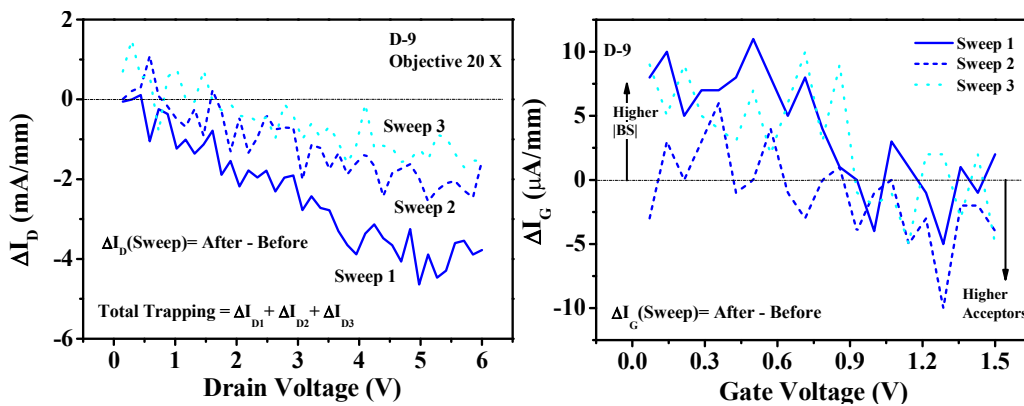 D-9
Objective 20 X
Sweep 3
Sweep 2
ΔI_D(Sweep)= After - Before
Sweep 1
Total Trapping = ΔI_D1+ ΔI_D2+ ΔI_D3
ΔI_D (mA/mm)
2
0
-2
-4
-6
0 1 2 3 4 5 6
Drain Voltage (V)
D-9
Sweep 1
Sweep 2
Sweep 3
Higher
|BS|
Higher
Acceptors
ΔI_G(Sweep)= After - Before
ΔI_G (μA/mm)
10
5
0
-5
-10
0.0 0.3 0.6 0.9 1.2 1.5
Gate Voltage (V)